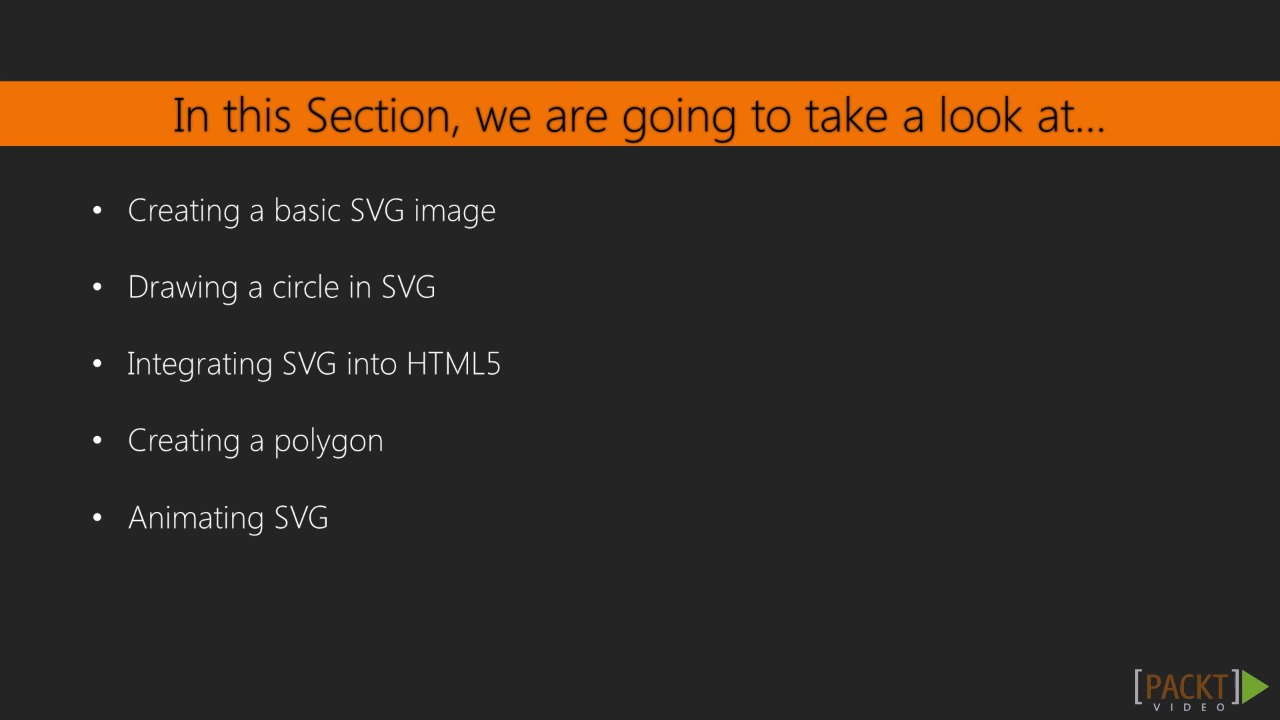 In this Section, we are going to take a look at...
• Creating a basic SVG image
• Drawing a circle in SVG
• Integrating SVG into HTML5
• Creating a polygon
• Animating SVG
[PACKT]
VIDEO